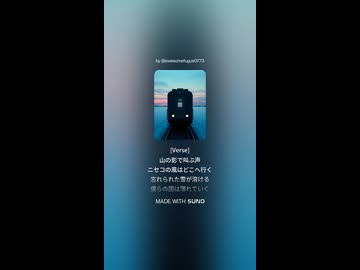 by @awesomefugue0773
[Verse]
山の影で叫ぶ声
ニセコの風はどこへ行く
忘れられた雪が溶ける
僕らの国は薄れていく
MADE WITH SUNO